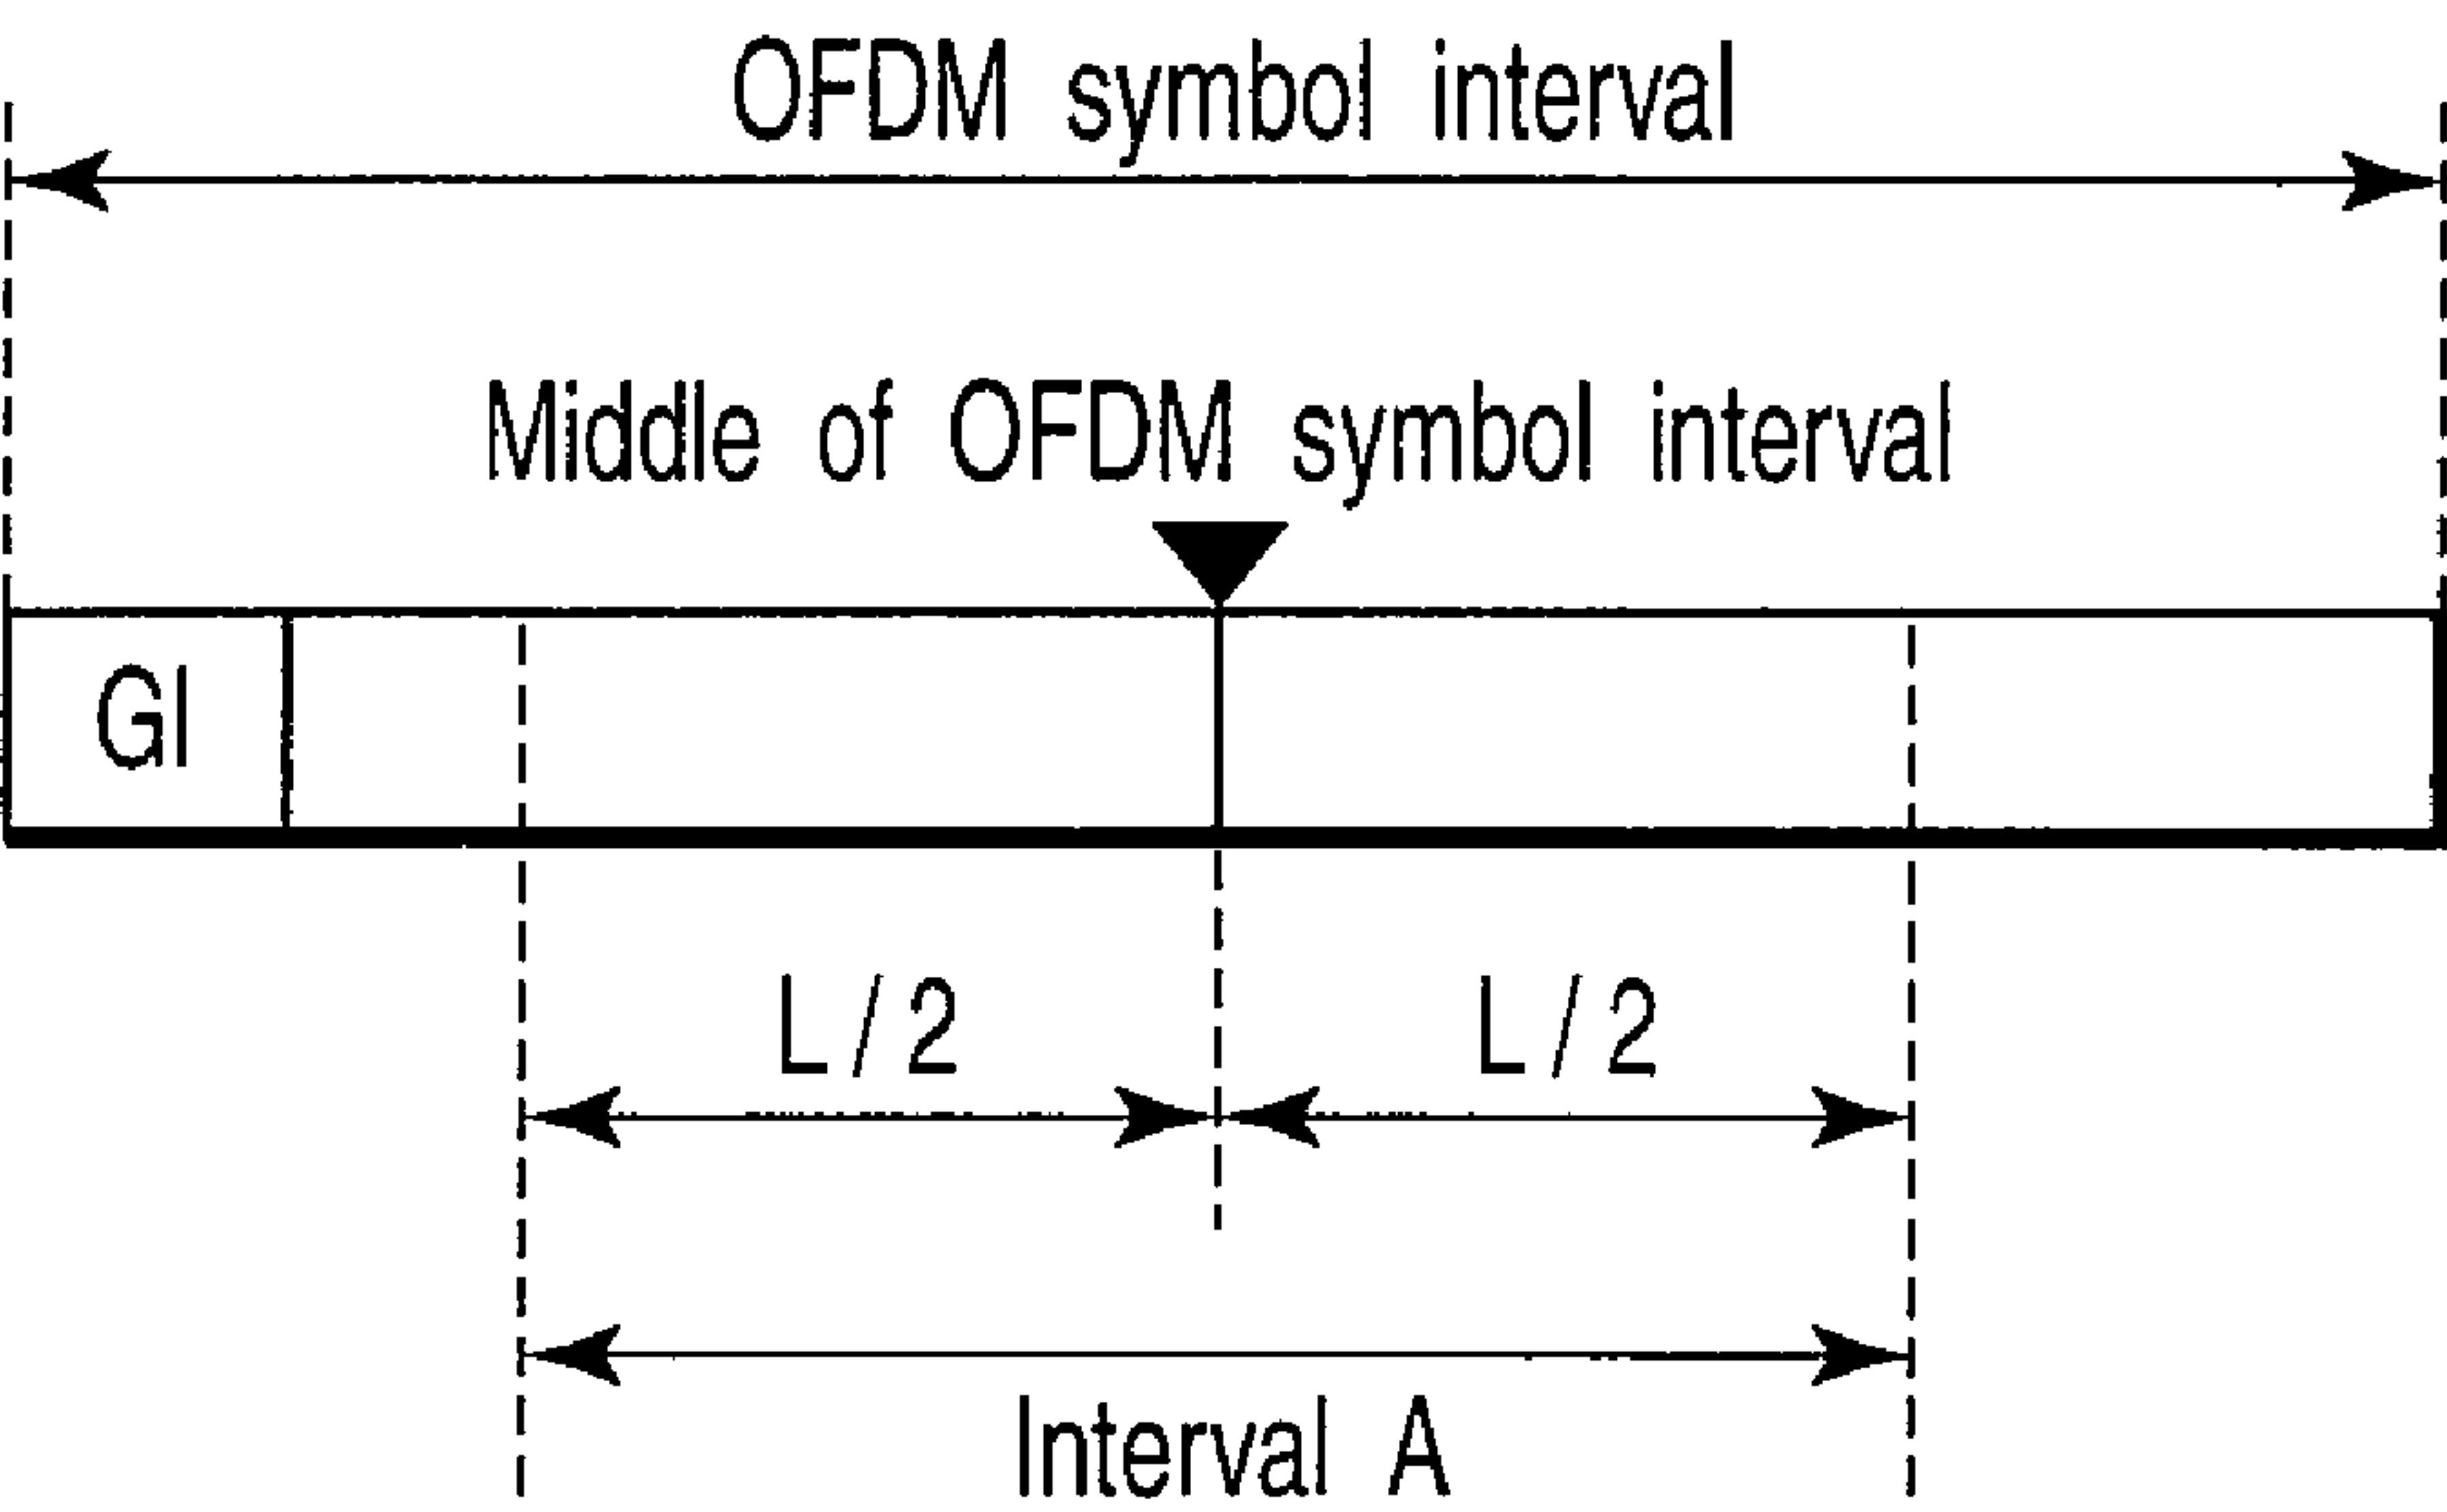 OFDM symbol interval
Middle of OFDM symbol interval
GI
L/2 L/2
Interval A